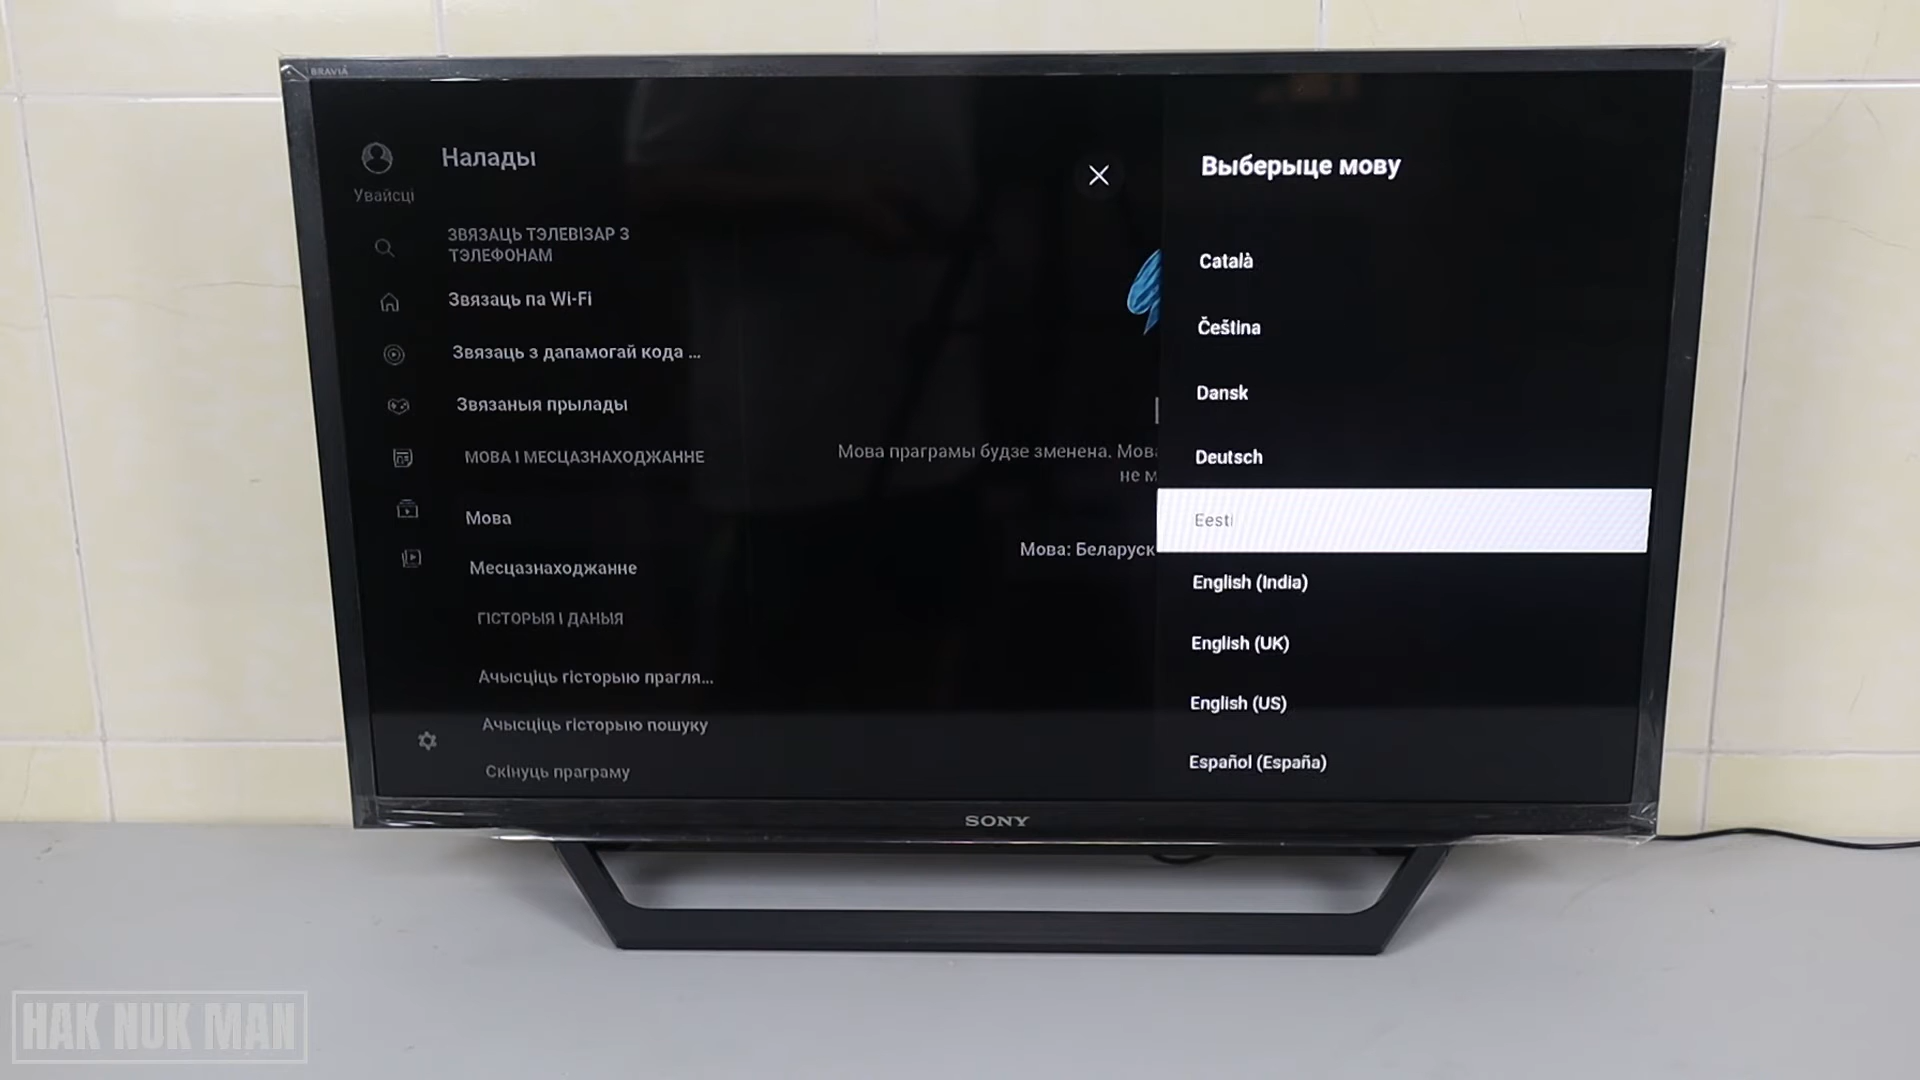 BRAVIA
Увайсці
Налады
ЗВЯЗАЦЬ ТЭЛЕВІЗАР З
ТЭЛЕФОНАМ
Звязаць па Wi-Fi
Звязаць з дапамогай кода ...
Звязаныя прылады
МОВА І МЕСЦАЗНАХОДЖАННЕ
Мова
Месцазнаходжанне
ГІСТОРЫЯ І ДАНЫЯ
Ачысціць гісторыю прагля...
Ачысціць гісторыю пошуку
Скінуць праграму
Мова праграмы будзе зменена. Мова
не м
Мова: Беларуск
Выберыце мову
Català
Čeština
Dansk
Deutsch
Eesti
English (India)
English (UK)
English (US)
Español (España)
SONY
HAK NUK MAN